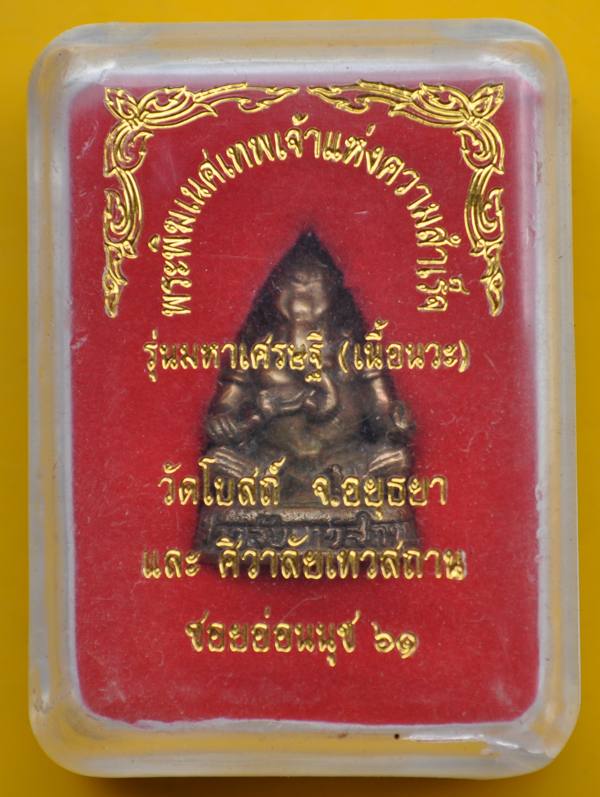 พระพิฆเนศเทพเจ้าแห่งความสำเร็จ
รุ่นมหาเศรษฐี (เนื้อนวะ)
วัดโบสถ์ จ.อยุธยา
และ ศิวาลัยเทวสถาน
ซอยอ่อนนุช ๖๑